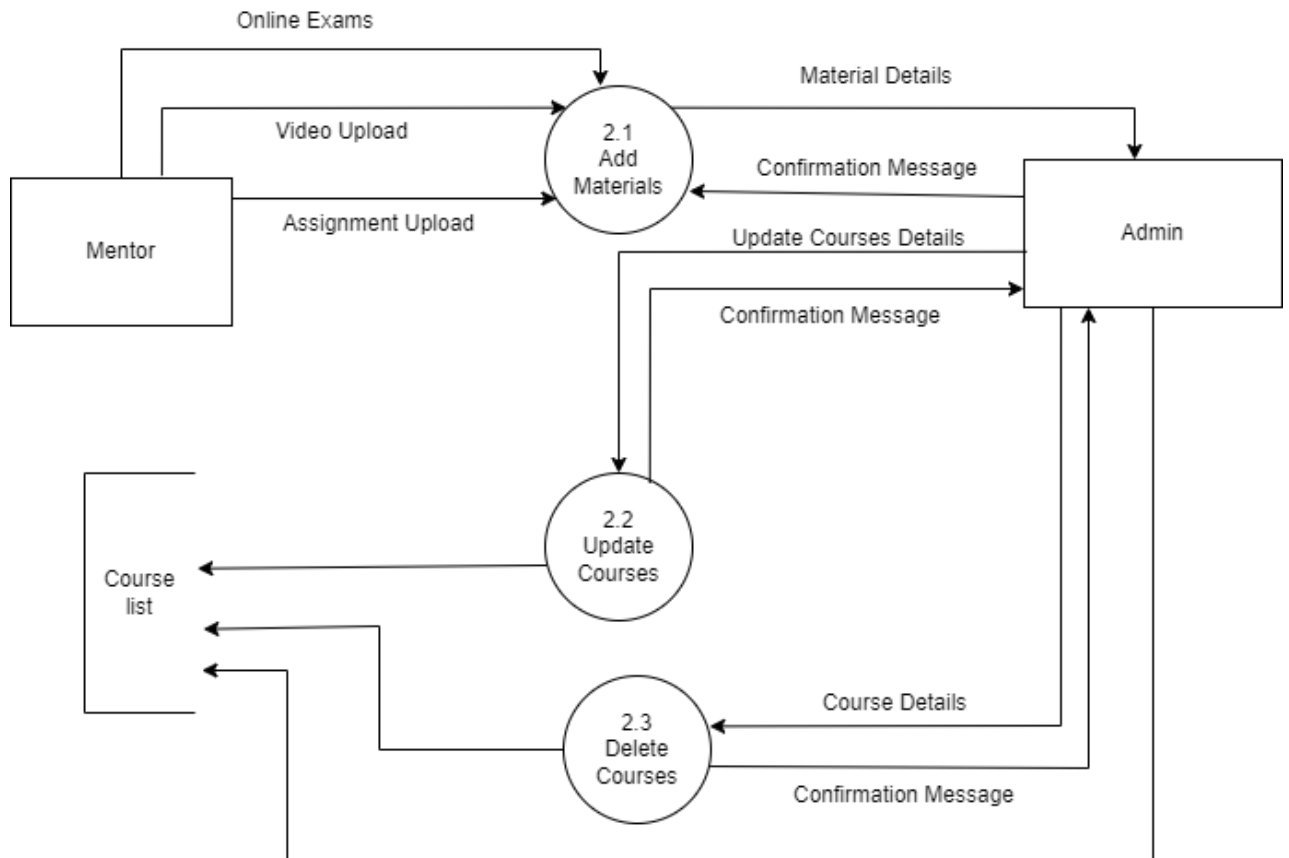 Online Exams
Material Details
Video Upload
2.1
Add
Materials
Confirmation Message
Assignment Upload
Mentor
Update Courses Details
Admin
Confirmation Message
2.2
Update
Courses
Course
list
2.3
Delete
Courses
Course Details
Confirmation Message